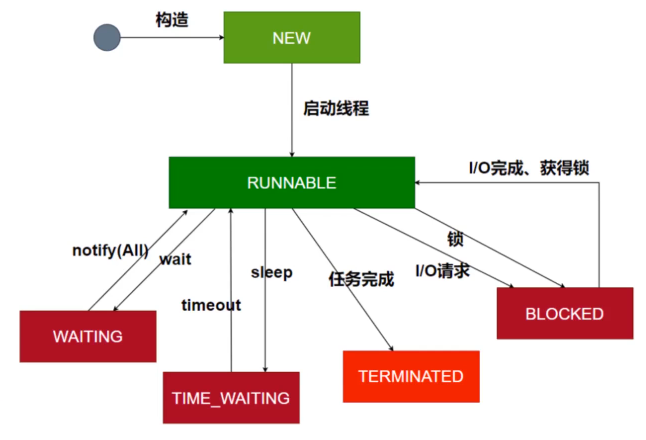 构造
NEW
启动线程
I/O完成、获得锁
RUNNABLE
锁
notify(All)
wait
sleep
任务完成
I/O请求
timeout
BLOCKED
WAITING
TERMINATED
TIME_WAITING